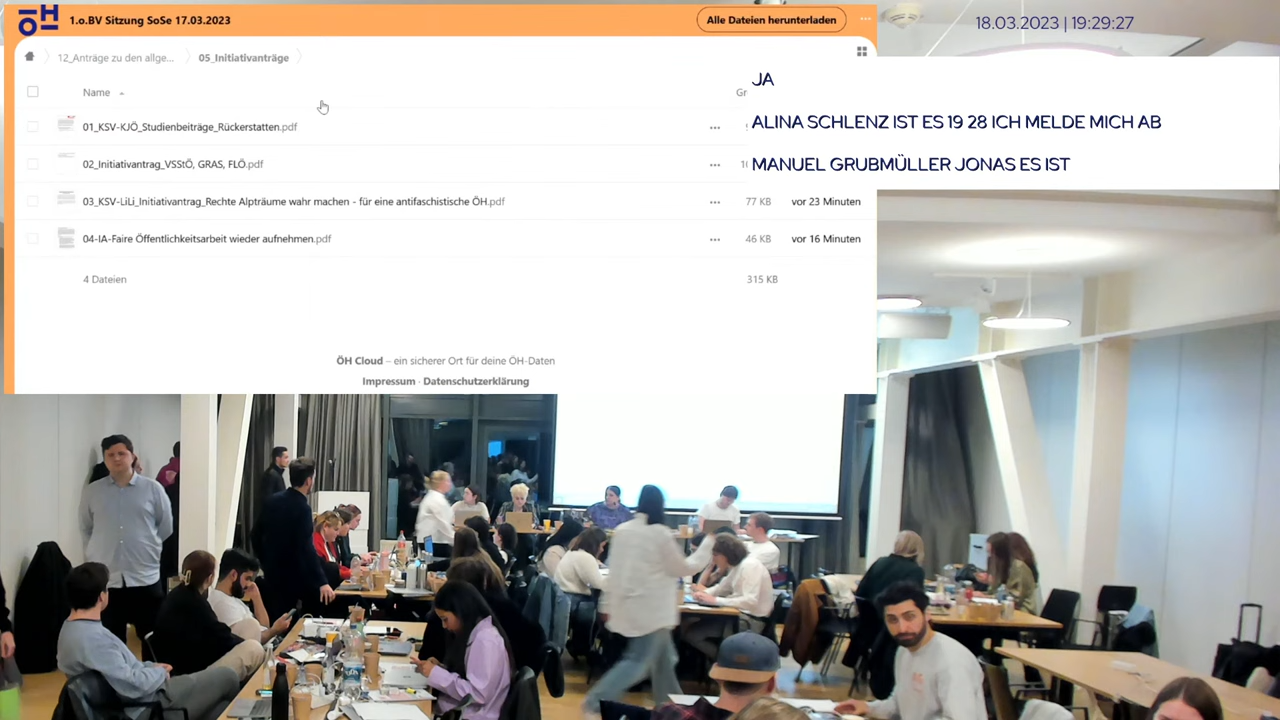 ÖH
1.o.BV Sitzung SoSe 17.03.2023
Alle Dateien herunterladen
18.03.2023 | 19:29:27
12_Anträge zu den allge...
05_Initiativanträge
Name
JA
ALINA SCHLENZ IST ES 19 28 ICH MELDE MICH AB
MANUEL GRUBMÜLLER JONAS ES IST
01_KSV-KJÖ_Studienbeiträge_Rückerstatten.pdf
02_Initiativantrag_VSStÖ, GRAS, FLÖ.pdf
03_KSV-LiLi_Initiativantrag_Rechte Alpträume wahr machen - für eine antifaschistische ÖH.pdf 77 KB vor 23 Minuten
04-IA-Faire Öffentlichkeitsarbeit wieder aufnehmen.pdf 46 KB vor 16 Minuten
4 Dateien 315 KB
ÖH Cloud – ein sicherer Ort für deine ÖH-Daten
Impressum · Datenschutzerklärung